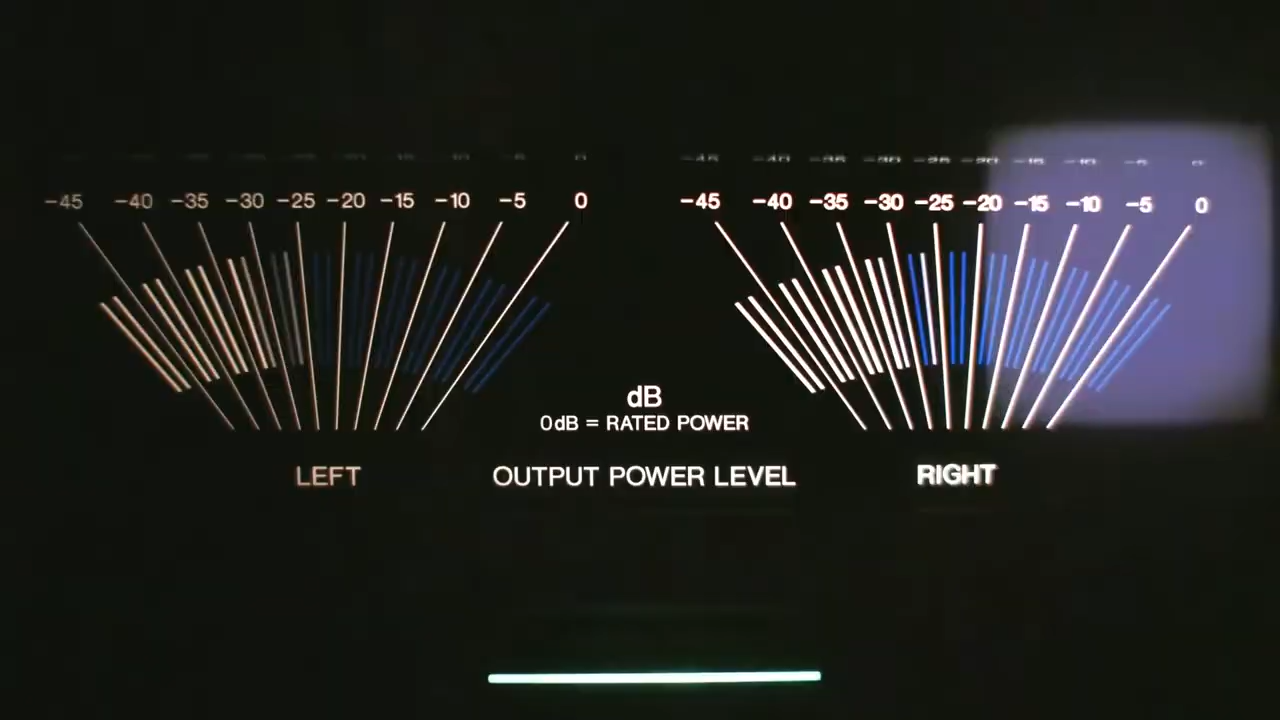 -45 -40 -35 -30 -25 -20 -15 -10 -5 0
-45 -40 -35 -30 -25 -20 -15 -10 -5 0
dB
0dB = RATED POWER
LEFT
OUTPUT POWER LEVEL
RIGHT